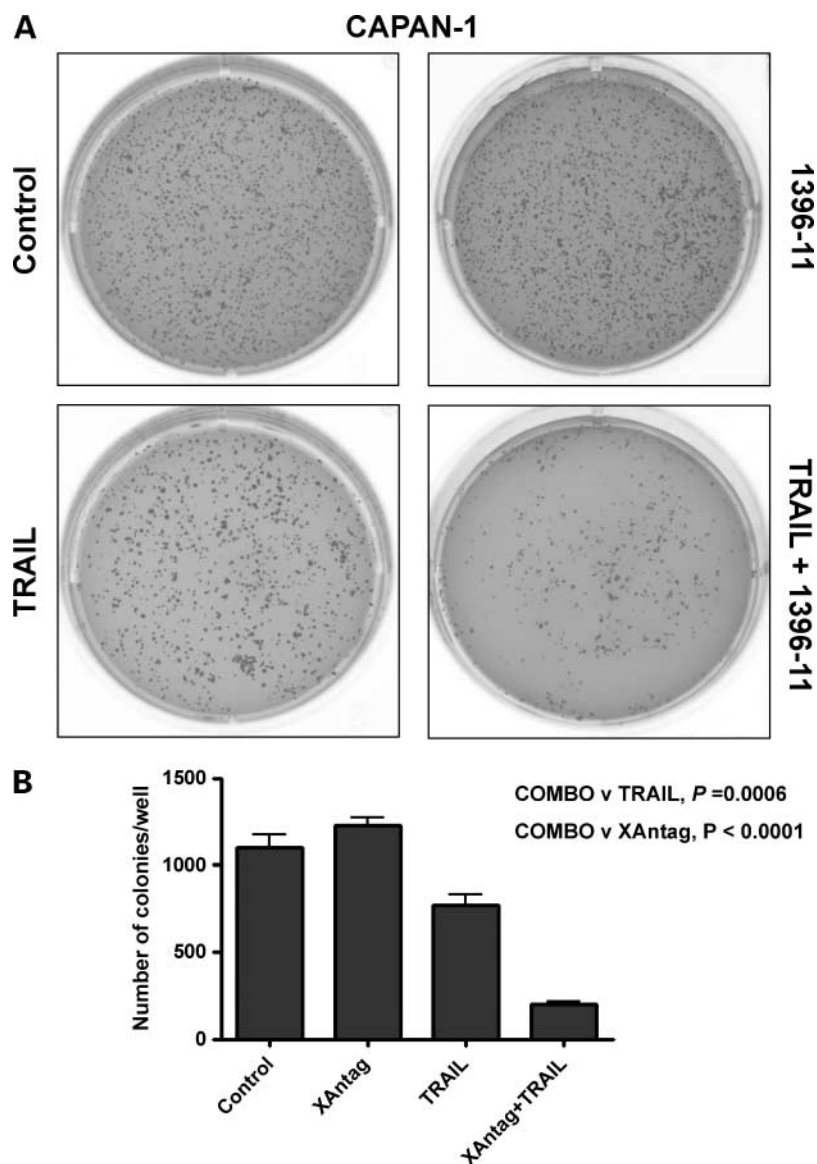 A
CAPAN-1
Control
1396-11
TRAIL
TRAIL + 1396-11
B
1500
1000
500
0
Number of colonies/well
COMBO v TRAIL, P =0.0006
COMBO v XAntag, P < 0.0001
Control
XAntag
TRAIL
XAntag+TRAIL